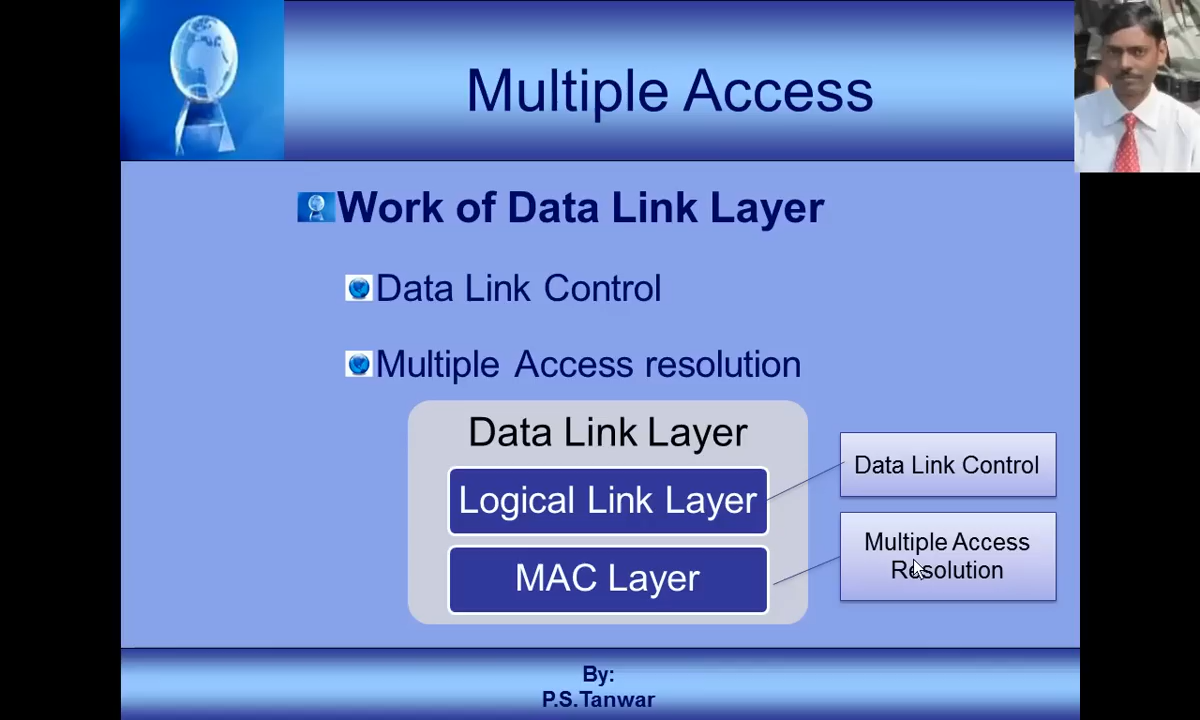 Multiple Access
Work of Data Link Layer
Data Link Control
Multiple Access resolution
Data Link Layer
Logical Link Layer
MAC Layer
Data Link Control
Multiple Access
Resolution
By:
P.S.Tanwar